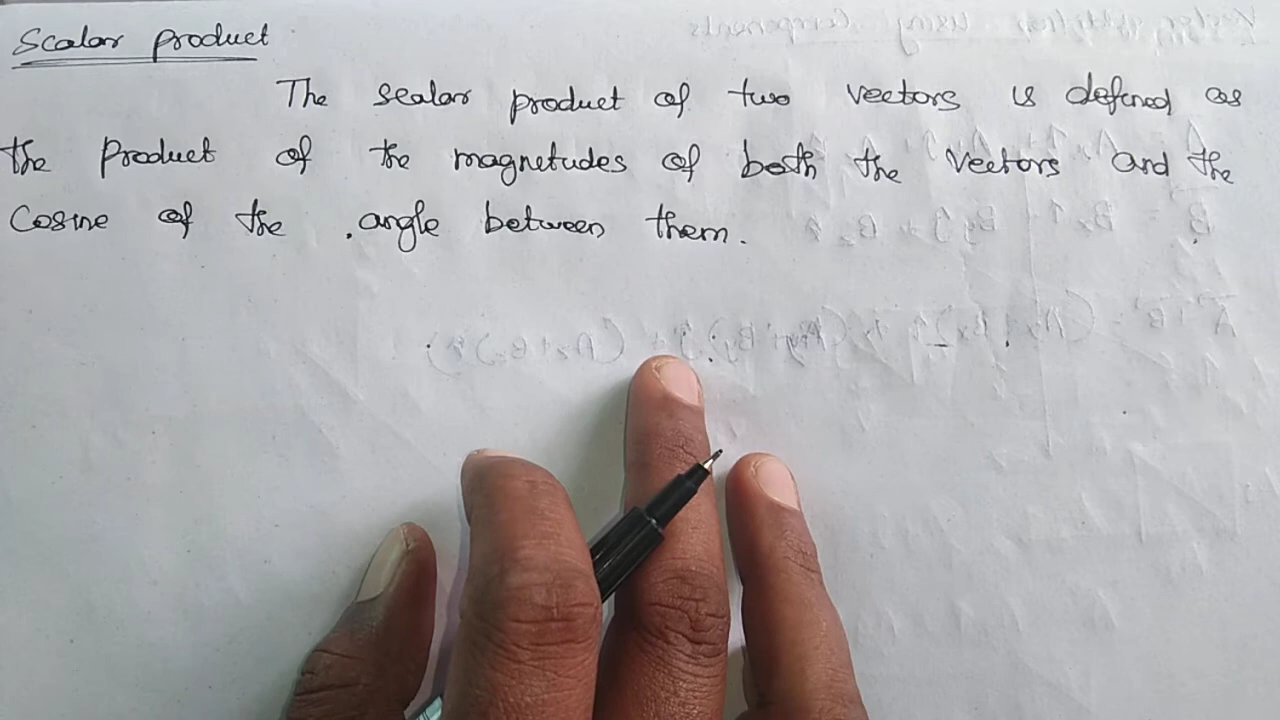 Scalar product
The scalar product of two vectors is defined as
the product of the magnetudes of both the vectors and the
Cosine of the angle between them.